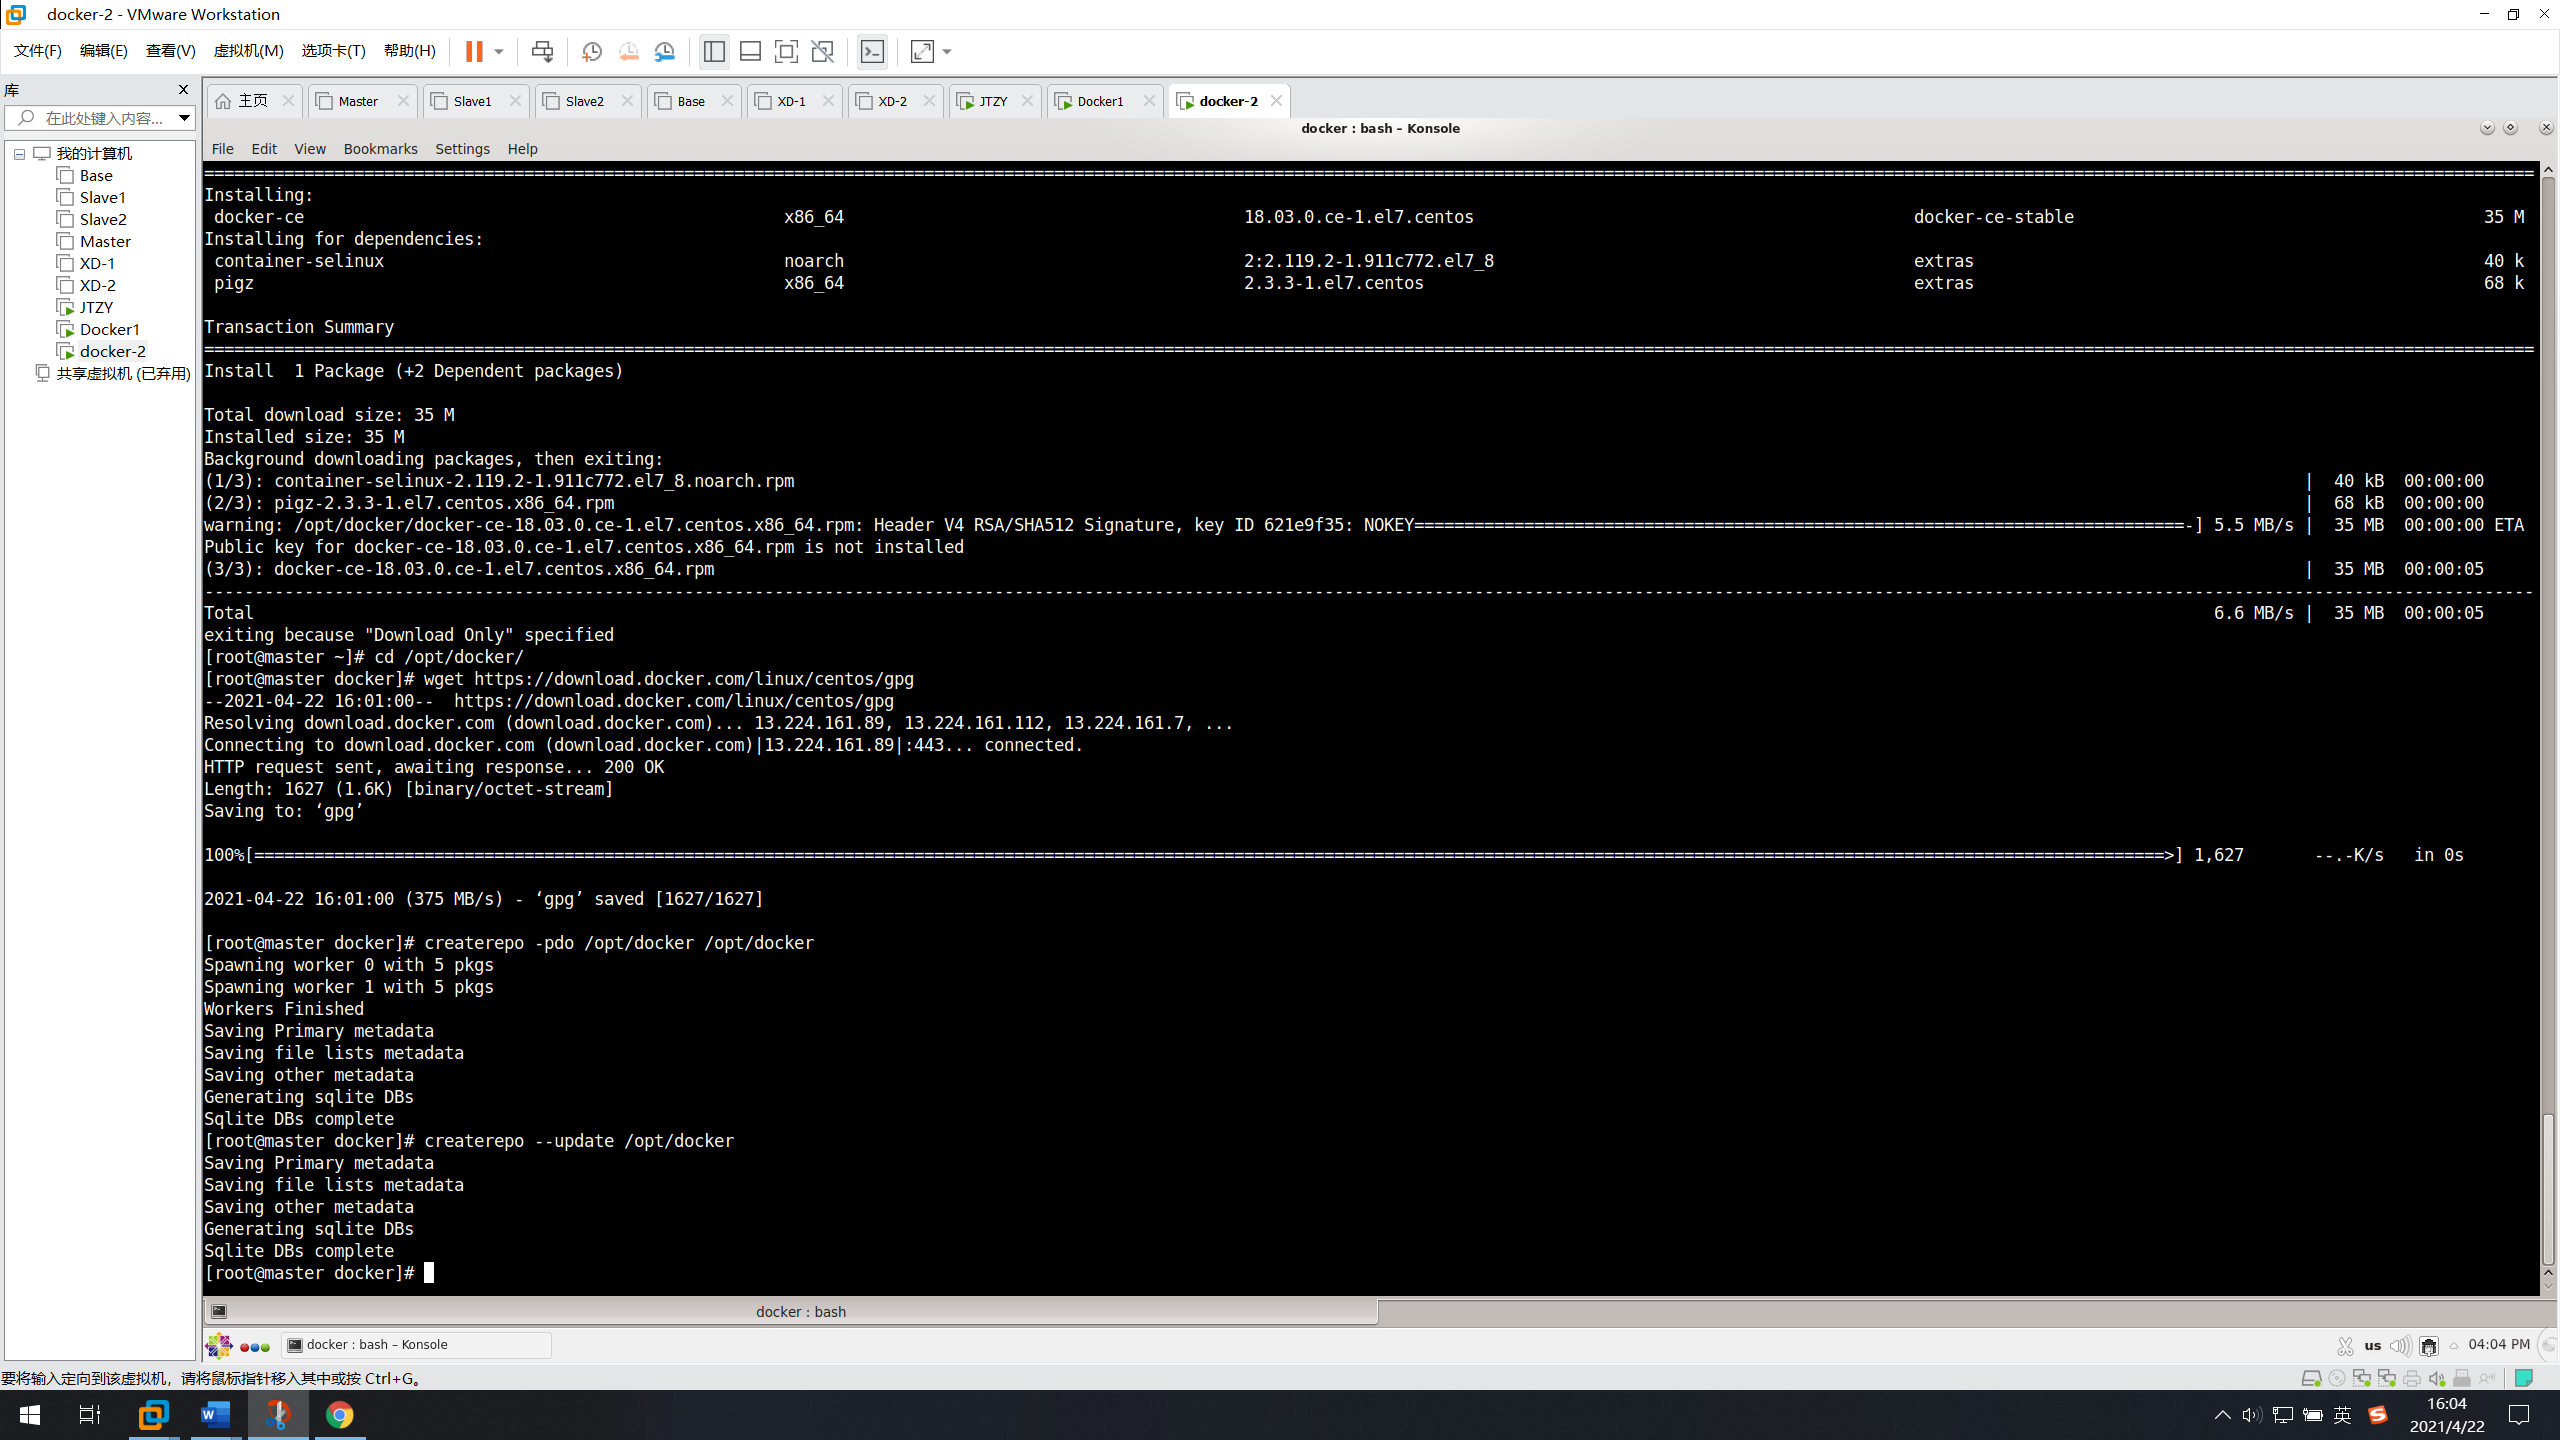 docker-2 - VMware Workstation
文件(F) 编辑(E) 查看(V) 虚拟机(M) 选项卡(T) 帮助(H)
库
在此处键入内容...
我的计算机
Base
Slave1
Slave2
Master
XD-1
XD-2
JTZY
Docker1
docker-2
共享虚拟机 (已弃用)
主页 Master Slave1 Slave2 Base XD-1 XD-2 JTZY Docker1 docker-2
docker : bash – Konsole
File Edit View Bookmarks Settings Help
Installing:
docker-ce x86_64 18.03.0.ce-1.el7.centos docker-ce-stable 35 M
Installing for dependencies:
container-selinux noarch 2:2.119.2-1.911c772.el7_8 extras 40 k
pigz x86_64 2.3.3-1.el7.centos extras 68 k
Transaction Summary
Install  1 Package (+2 Dependent packages)
Total download size: 35 M
Installed size: 35 M
Background downloading packages, then exiting:
(1/3): container-selinux-2.119.2-1.911c772.el7_8.noarch.rpm | 40 kB 00:00:00
(2/3): pigz-2.3.3-1.el7.centos.x86_64.rpm | 68 kB 00:00:00
warning: /opt/docker/docker-ce-18.03.0.ce-1.el7.centos.x86_64.rpm: Header V4 RSA/SHA512 Signature, key ID 621e9f35: NOKEY=============================================================================-] 5.5 MB/s | 35 MB 00:00:00 ETA
Public key for docker-ce-18.03.0.ce-1.el7.centos.x86_64.rpm is not installed
(3/3): docker-ce-18.03.0.ce-1.el7.centos.x86_64.rpm | 35 MB 00:00:05
Total 6.6 MB/s | 35 MB 00:00:05
exiting because "Download Only" specified
[root@master ~]# cd /opt/docker/
[root@master docker]# wget https://download.docker.com/linux/centos/gpg
--2021-04-22 16:01:00--  https://download.docker.com/linux/centos/gpg
Resolving download.docker.com (download.docker.com)... 13.224.161.89, 13.224.161.112, 13.224.161.7, ...
Connecting to download.docker.com (download.docker.com)|13.224.161.89|:443... connected.
HTTP request sent, awaiting response... 200 OK
Length: 1627 (1.6K) [binary/octet-stream]
Saving to: ‘gpg’
100%[=====================================>] 1,627 --.-K/s in 0s
2021-04-22 16:01:00 (375 MB/s) - ‘gpg’ saved [1627/1627]
[root@master docker]# createrepo -pdo /opt/docker /opt/docker
Spawning worker 0 with 5 pkgs
Spawning worker 1 with 5 pkgs
Workers Finished
Saving Primary metadata
Saving file lists metadata
Saving other metadata
Generating sqlite DBs
Sqlite DBs complete
[root@master docker]# createrepo --update /opt/docker
Saving Primary metadata
Saving file lists metadata
Saving other metadata
Generating sqlite DBs
Sqlite DBs complete
[root@master docker]#
docker : bash
docker : bash – Konsole us 04:04 PM
要将输入定向到该虚拟机，请将鼠标指针移入其中或按 Ctrl+G。
英 16:04
2021/4/22